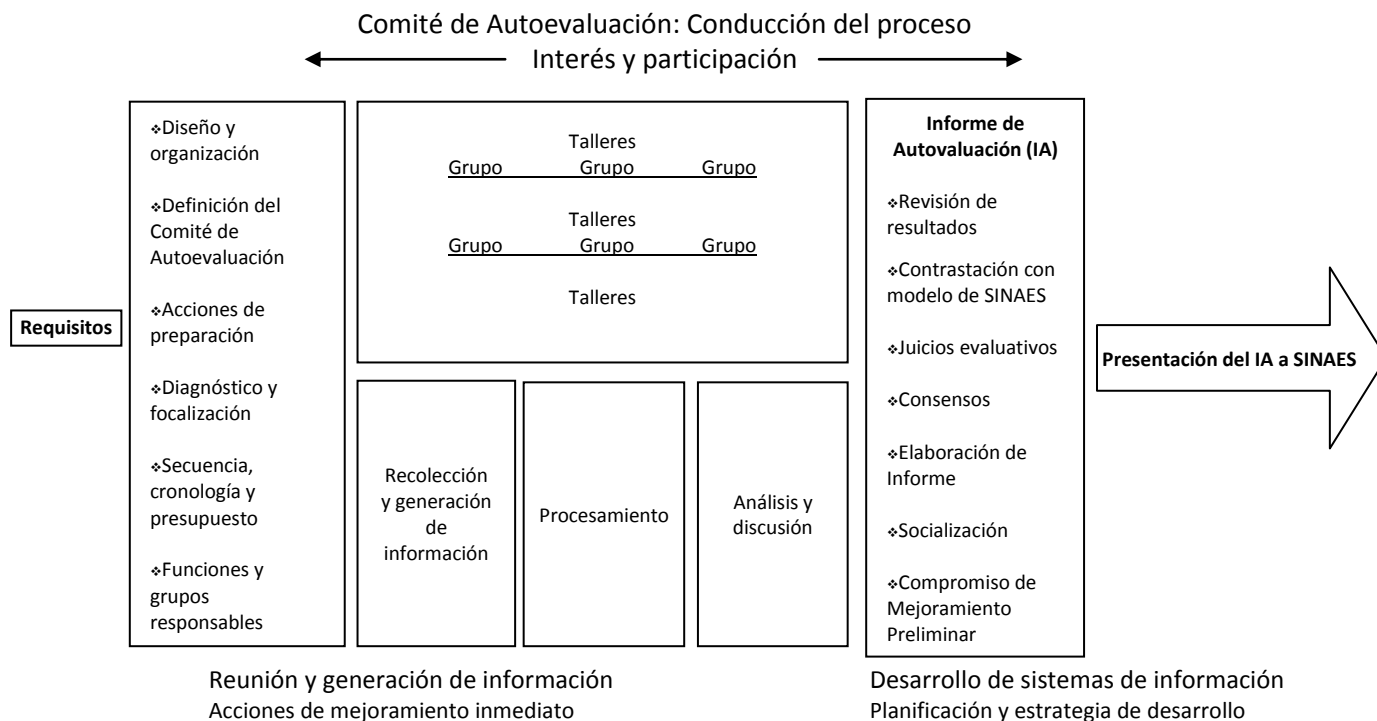 Comité de Autoevaluación: Conducción del proceso
Interés y participación
Requisitos
❖Diseño y
organización
❖Definición del
Comité de
Autoevaluación
❖Acciones de
preparación
❖Diagnóstico y
focalización
❖Secuencia,
cronología y
presupuesto
❖Funciones y
grupos
responsables
Talleres
Grupo Grupo Grupo
Talleres
Grupo Grupo Grupo
Talleres
Recolección
y generación
de
información
Procesamiento
Análisis y
discusión
Informe de
Autovaluación (IA)
❖Revisión de
resultados
❖Contrastación con
modelo de SINAES
❖Juicios evaluativos
❖Consensos
❖Elaboración de
Informe
❖Socialización
❖Compromiso de
Mejoramiento
Preliminar
Presentación del IA a SINAES
Reunión y generación de información
Acciones de mejoramiento inmediato
Desarrollo de sistemas de información
Planificación y estrategia de desarrollo